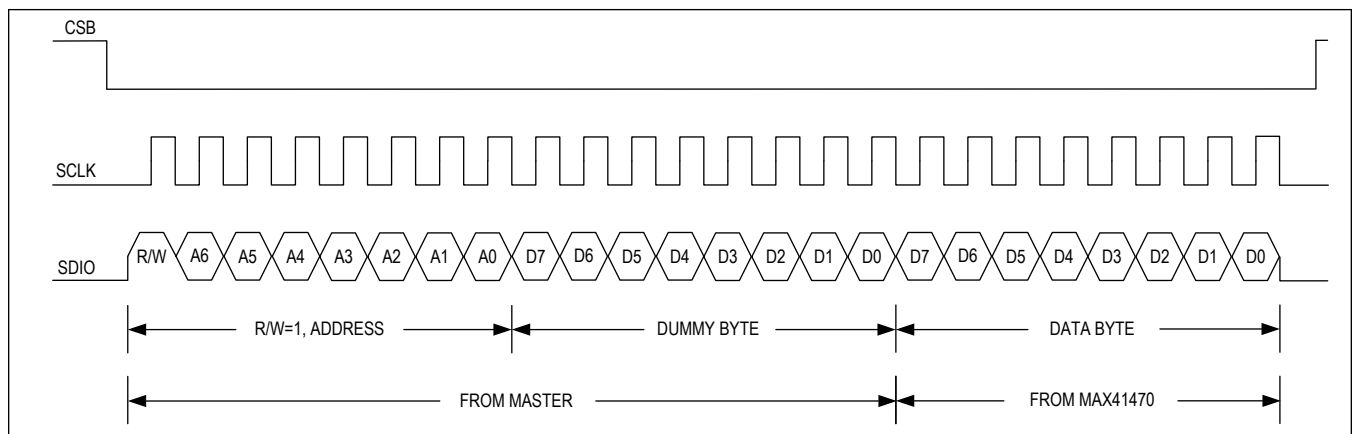 CSB
SCLK
SDIO R/W A6 A5 A4 A3 A2 A1 A0 D7 D6 D5 D4 D3 D2 D1 D0 D7 D6 D5 D4 D3 D2 D1 D0
R/W=1, ADDRESS DUMMY BYTE DATA BYTE
FROM MASTER FROM MAX41470